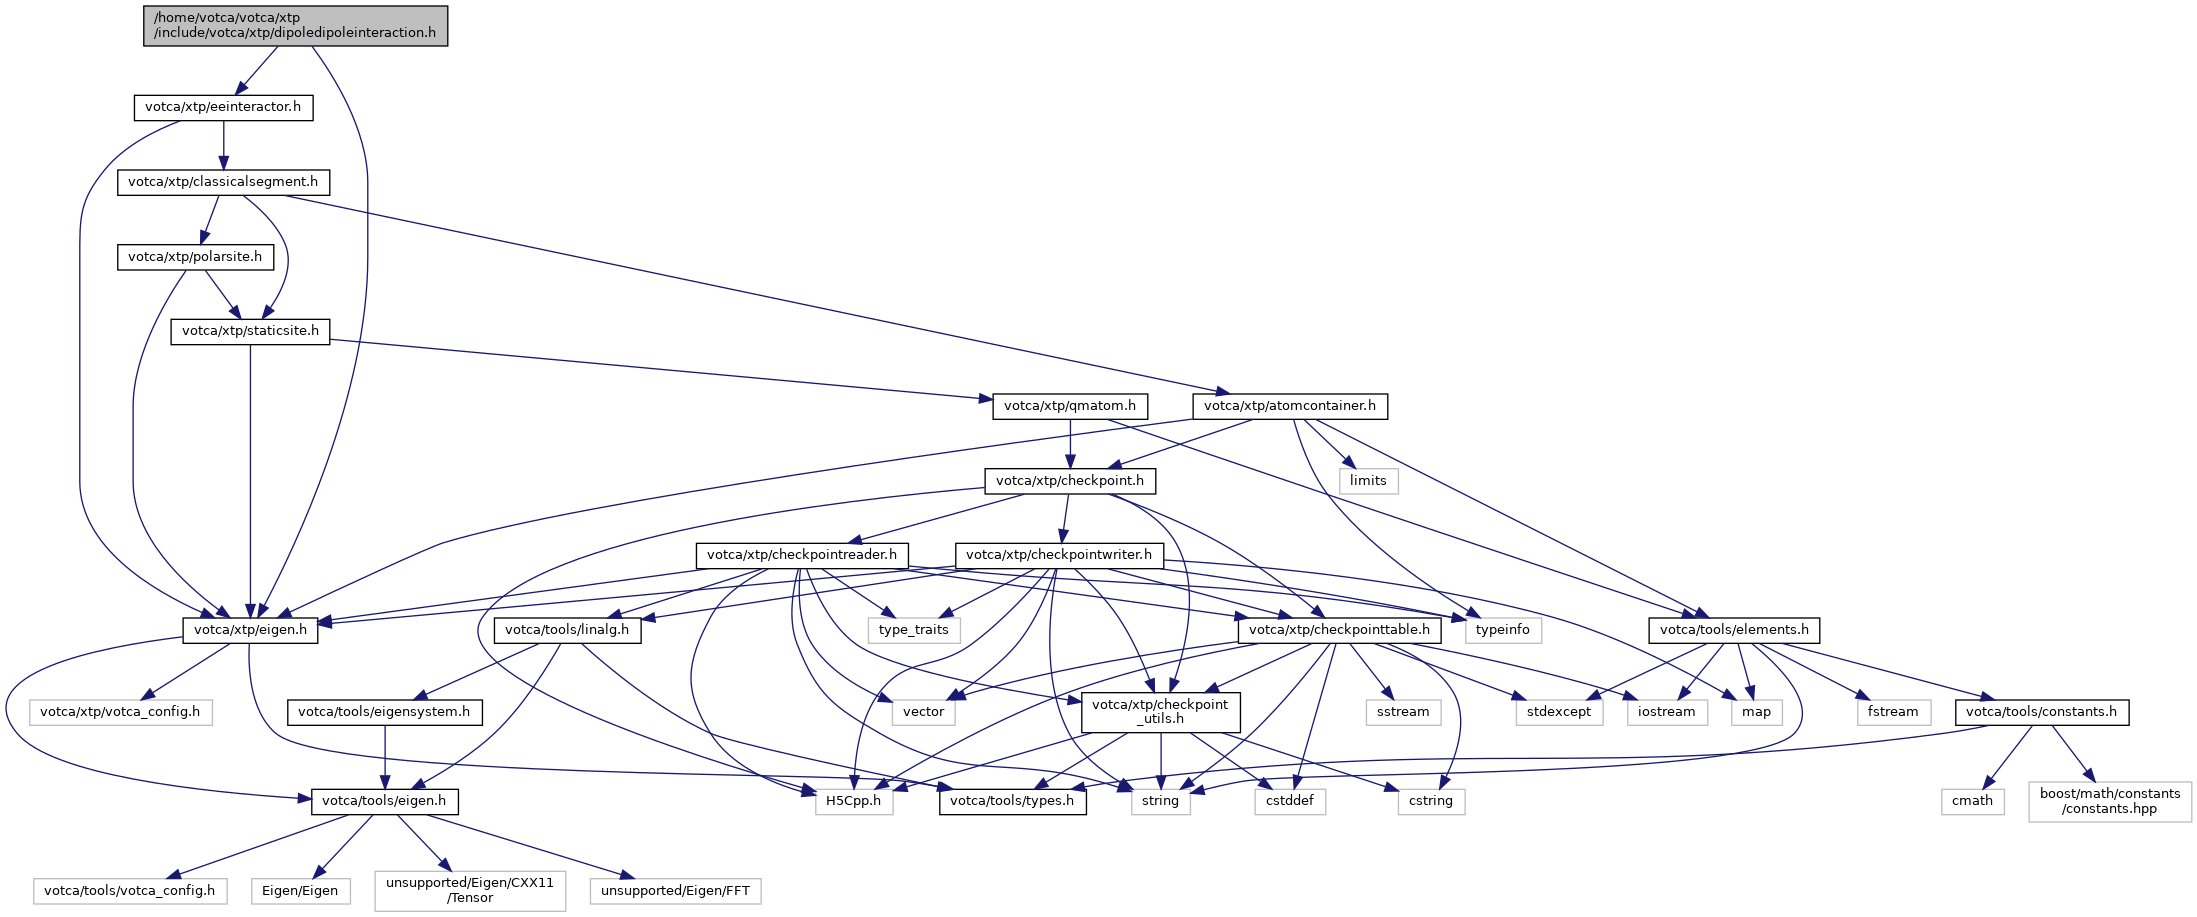 /home/votca/votca/xtp
/include/votca/xtp/dipoledipoleinteraction.h
votca/xtp/eeinteractor.h
votca/xtp/classicalsegment.h
votca/xtp/polarsite.h
votca/xtp/staticsite.h
votca/xtp/qmatom.h
votca/xtp/atomcontainer.h
votca/xtp/checkpoint.h
limits
votca/xtp/checkpointreader.h
votca/xtp/checkpointwriter.h
votca/xtp/eigen.h
votca/tools/linalg.h
type_traits
votca/xtp/checkpointtable.h
typeinfo
votca/tools/elements.h
votca/xtp/votca_config.h
votca/tools/eigensystem.h
vector
votca/xtp/checkpoint
_utils.h
sstream
stdexcept
iostream
map
fstream
votca/tools/constants.h
votca/tools/eigen.h
H5Cpp.h
votca/tools/types.h
string
cstddef
cstring
cmath
boost/math/constants
/constants.hpp
votca/tools/votca_config.h
Eigen/Eigen
unsupported/Eigen/CXX11
/Tensor
unsupported/Eigen/FFT